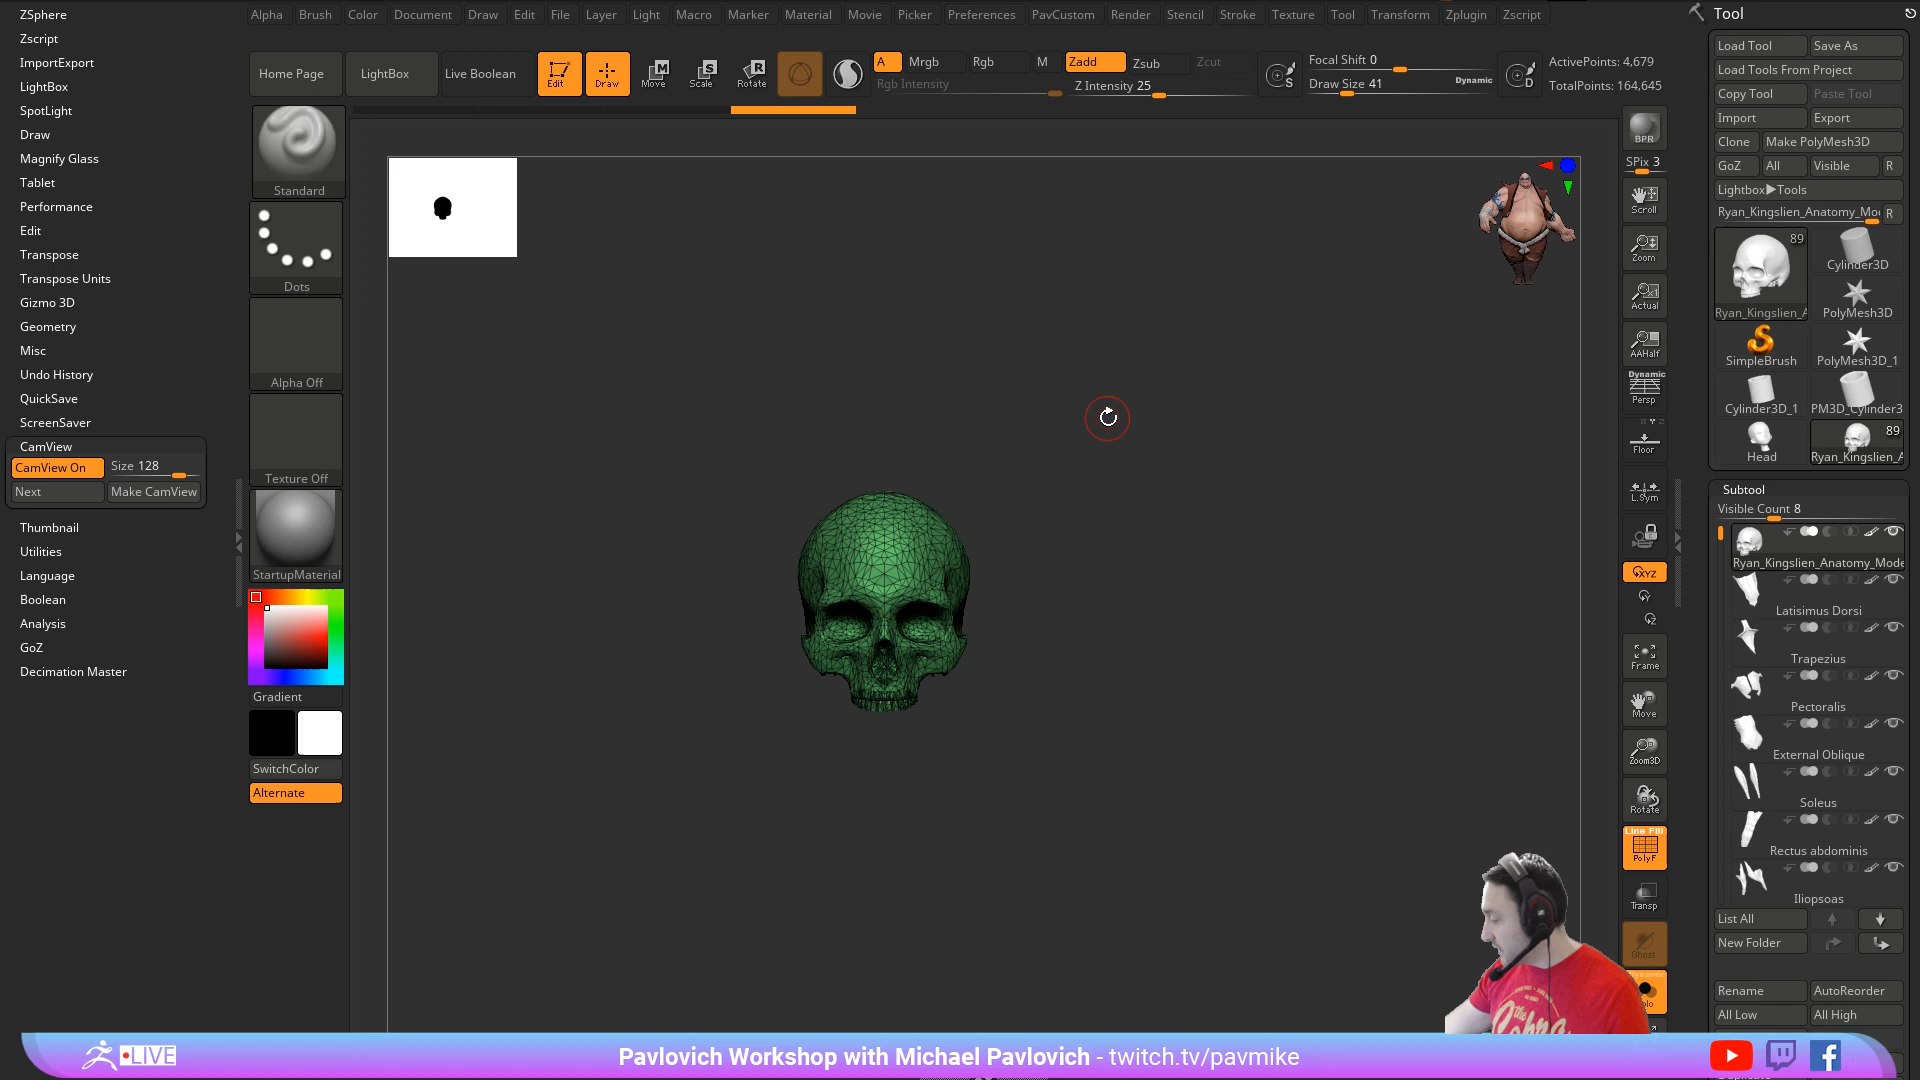 ZSphere
Zscript
ImportExport
LightBox
SpotLight
Draw
Magnify Glass
Tablet
Performance
Edit
Transpose
Transpose Units
Gizmo 3D
Geometry
Misc
Undo History
QuickSave
ScreenSaver
CamView
CamView On Size 128
Next Make CamView
Thumbnail
Utilities
Language
Boolean
Analysis
GoZ
Decimation Master
Alpha Brush Color Document Draw Edit File Layer Light Macro Marker Material Movie Picker Preferences PavCustom Render Stencil Stroke Texture Tool Transform Zplugin Zscript
Home Page LightBox Live Boolean Edit Draw Move Scale Rotate
A Mrgb Rgb M Zadd Zsub Zcut
Rgb Intensity Z Intensity 25
Focal Shift 0
Draw Size 41 Dynamic
ActivePoints: 4,679
TotalPoints: 164,645
Standard
Dots
Alpha Off
Texture Off
StartupMaterial
Gradient
SwitchColor
Alternate
BPR
SPix 3
Scroll
Zoom
Actual
AAHalf
Dynamic
Persp
Floor
L.Sym
XYZ
Frame
Move
Zoom3D
Rotate
Line Fill
PolyF
Transp
Ghost
Dynamic
Tool
Load Tool Save As
Load Tools From Project
Copy Tool Paste Tool
Import Export
Clone Make PolyMesh3D
GoZ All Visible R
Lightbox▶Tools
Ryan_Kingslien_Anatomy_Mo R
89
Ryan_Kingslien_A
Cylinder3D
PolyMesh3D
SimpleBrush PolyMesh3D_1
Cylinder3D_1 PM3D_Cylinder3
89
Head Ryan_Kingslien_A
Subtool
Visible Count 8
Ryan_Kingslien_Anatomy_Mode
Latisimus Dorsi
Trapezius
Pectoralis
External Oblique
Soleus
Rectus abdominis
Iliopsoas
List All
New Folder
Rename AutoReorder
All Low All High
LIVE
Pavlovich Workshop with Michael Pavlovich - twitch.tv/pavmike